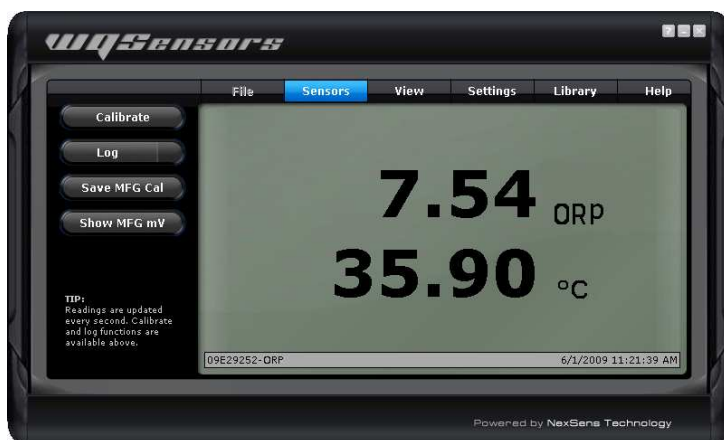 WQSensors
? - x
File Sensors View Settings Library Help
Calibrate
Log
Save MFG Cal
Show MFG mV
7.54 ORP
35.90 °C
TIP:
Readings are updated
every second. Calibrate
and log functions are
available above.
09E29252-ORP 6/1/2009 11:21:39 AM
Powered by NexSens Technology